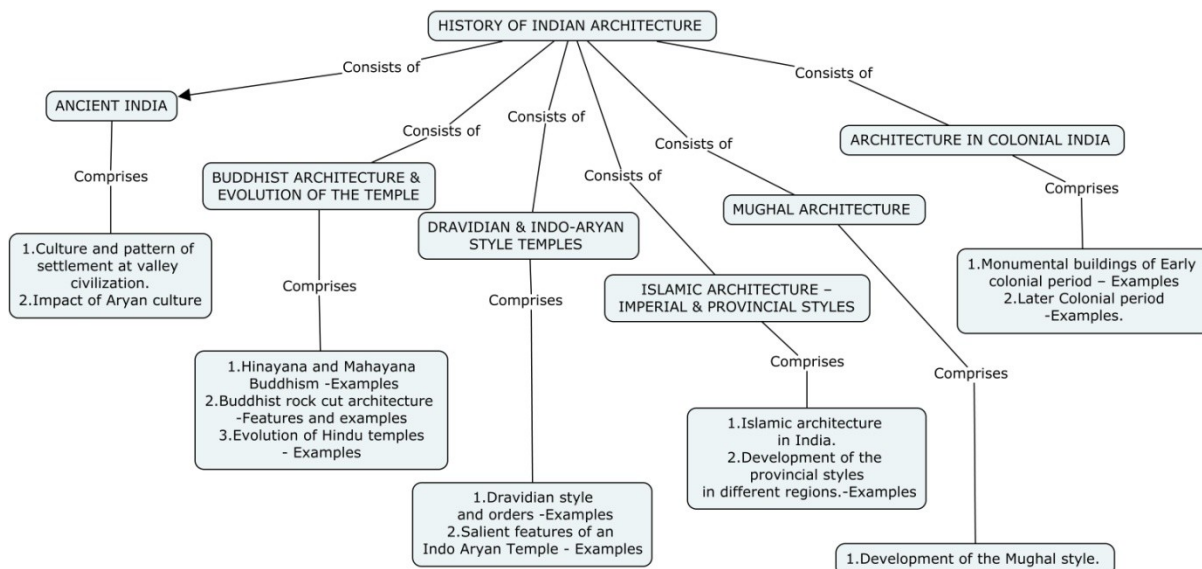 HISTORY OF INDIAN ARCHITECTURE
Consists of
Consists of
Consists of
Consists of
Consists of
Consists of
ANCIENT INDIA
Comprises
1.Culture and pattern of
settlement at valley
civilization.
2.Impact of Aryan culture
BUDDHIST ARCHITECTURE &
EVOLUTION OF THE TEMPLE
Comprises
1.Hinayana and Mahayana
Buddhism -Examples
2.Buddhist rock cut architecture
-Features and examples
3.Evolution of Hindu temples
- Examples
DRAVIDIAN & INDO-ARYAN
STYLE TEMPLES
Comprises
1.Dravidian style
and orders -Examples
2.Salient features of an
Indo Aryan Temple - Examples
ISLAMIC ARCHITECTURE –
IMPERIAL & PROVINCIAL STYLES
Comprises
1.Islamic architecture
in India.
2.Development of the
provincial styles
in different regions.-Examples
MUGHAL ARCHITECTURE
Comprises
1.Development of the Mughal style.
ARCHITECTURE IN COLONIAL INDIA
Comprises
1.Monumental buildings of Early
colonial period – Examples
2.Later Colonial period
-Examples.